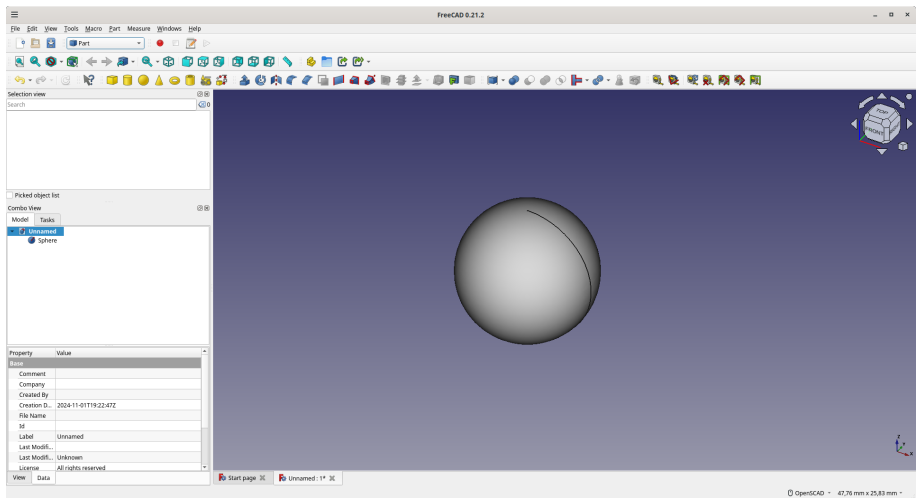 FreeCAD 0.21.2
File Edit View Tools Macro Part Measure Windows Help
Part
Selection view
Search
0
Picked object list
Combo View
Model Tasks
Unnamed
Sphere
Property Value
Base
Comment
Company
Created By
Creation D... 2024-11-01T19:22:47Z
File Name
Id
Label Unnamed
Last Modifi...
Last Modifi... Unknown
License All rights reserved
View Data
Start page
Unnamed : 1*
TOP
FRONT
Z
Y
X
OpenSCAD
47,76 mm x 25,83 mm